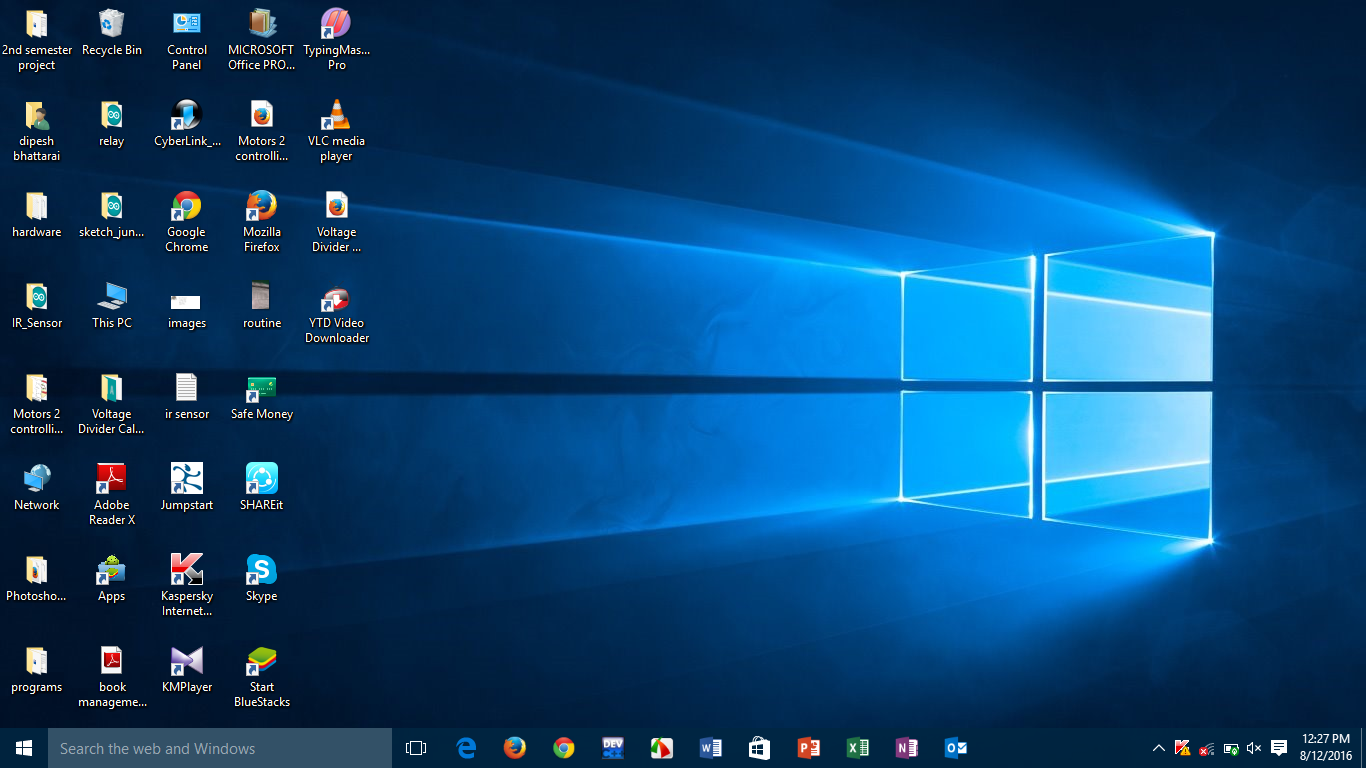 2nd semester
project
Recycle Bin
Control
Panel
MICROSOFT
Office PRO...
TypingMas...
Pro
dipesh
bhattarai
relay
CyberLink_...
Motors 2
controlli...
VLC media
player
hardware
sketch_jun...
Google
Chrome
Mozilla
Firefox
Voltage
Divider ...
IR_Sensor
This PC
images
routine
YTD Video
Downloader
Motors 2
controlli...
Voltage
Divider Cal...
ir sensor
Safe Money
Network
Adobe
Reader X
Jumpstart
SHAREit
Photosho...
Apps
Kaspersky
Internet...
Skype
programs
book
manageme...
KMPlayer
Start
BlueStacks
Search the web and Windows
DEV
12:27 PM
8/12/2016